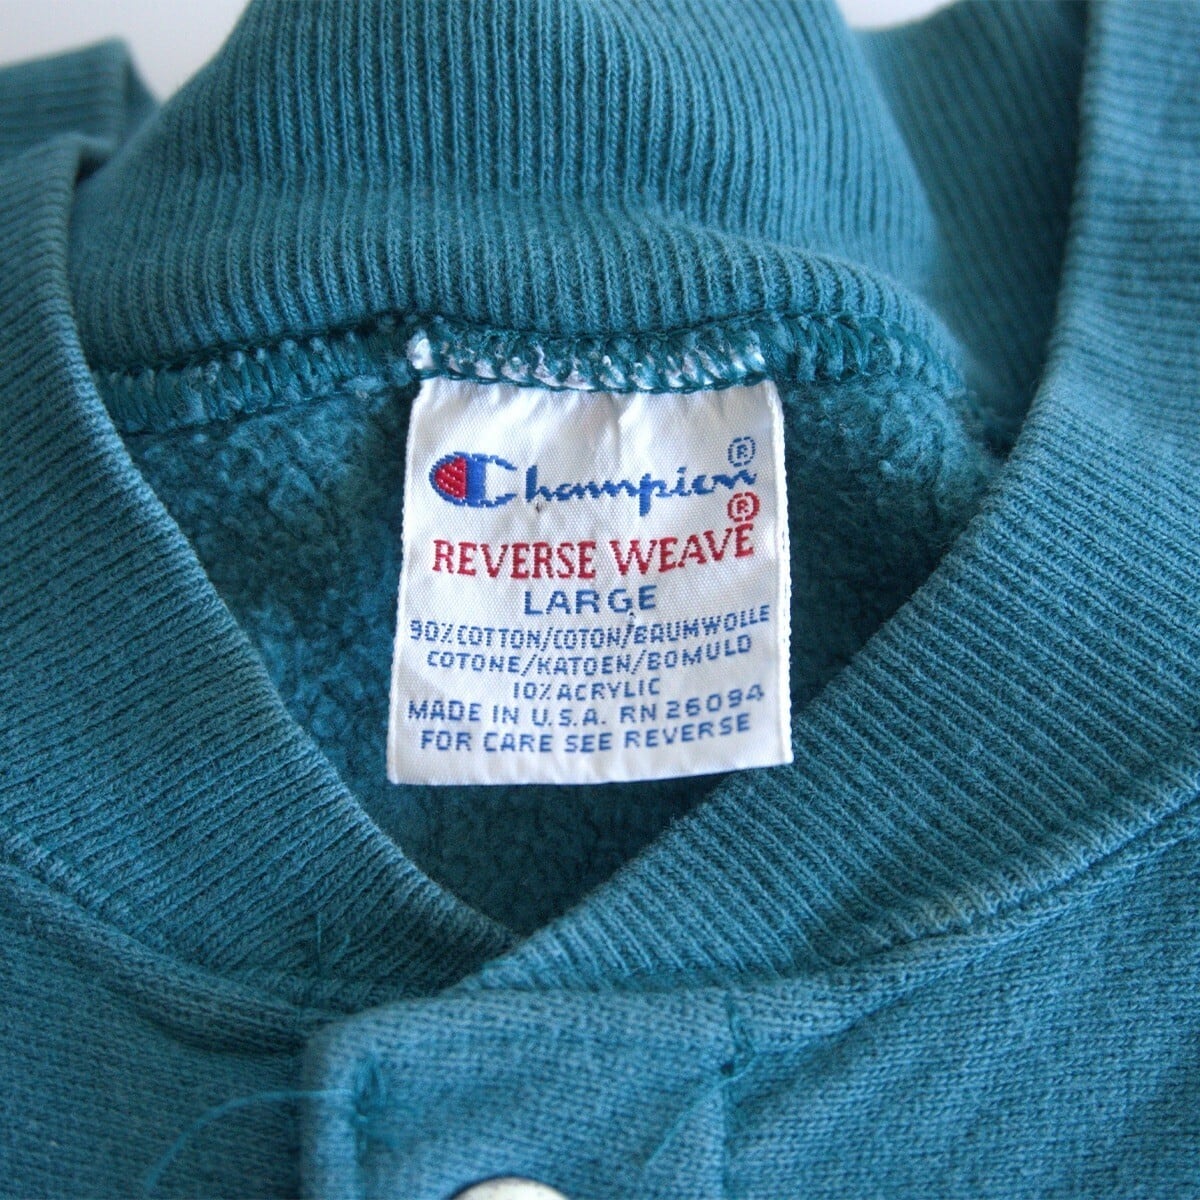 Champion®
REVERSE WEAVE®
LARGE
90% COTTON/COTON/BAUMWOLLE
COTONE/KATOEN/BOMULD
10% ACRYLIC
MADE IN U.S.A. RN 26094
FOR CARE SEE REVERSE